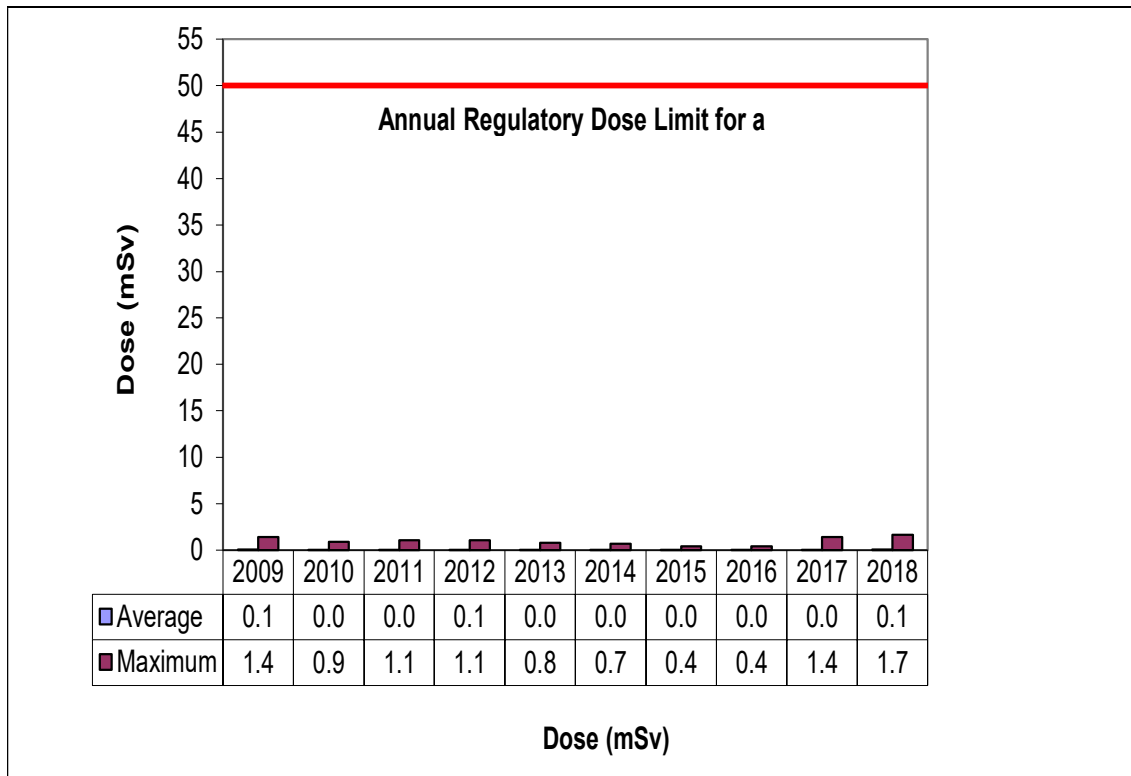 55
50
Annual Regulatory Dose Limit for a
45
40
35
30
25
20
15
10
5
0
Dose (mSv)
2009 2010 2011 2012 2013 2014 2015 2016 2017 2018
Average 0.1 0.0 0.0 0.1 0.0 0.0 0.0 0.0 0.0 0.1
Maximum 1.4 0.9 1.1 1.1 0.8 0.7 0.4 0.4 1.4 1.7
Dose (mSv)